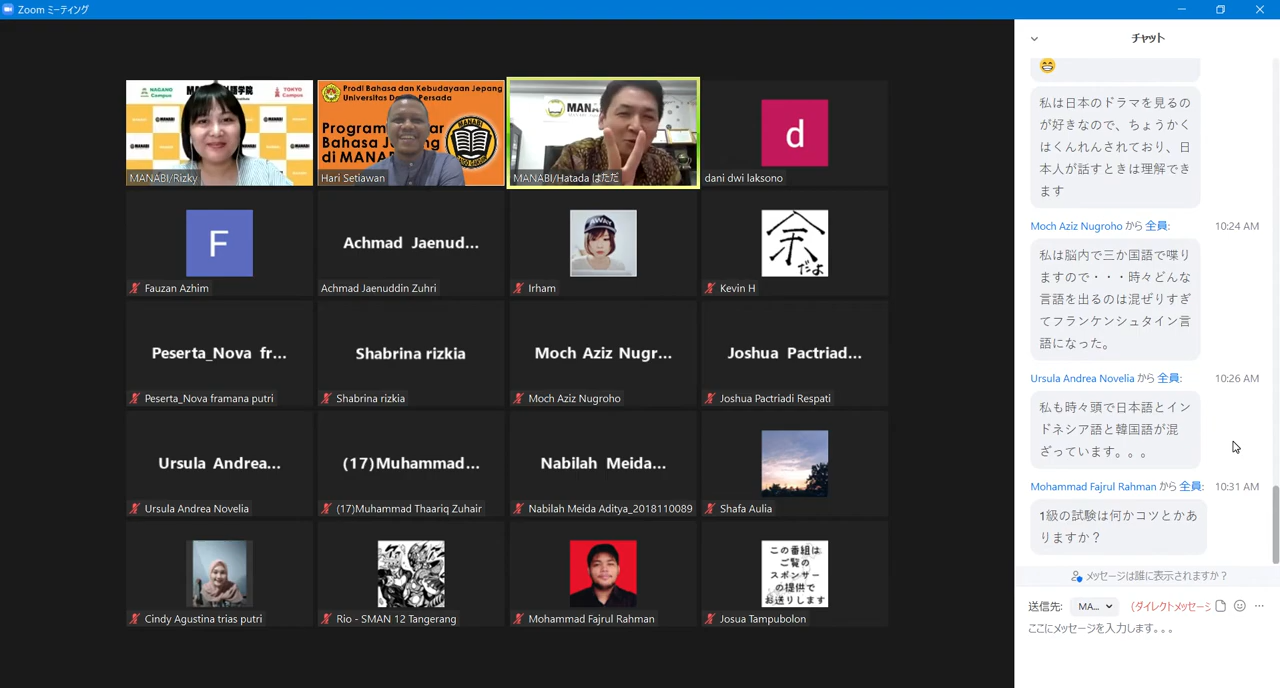 Zoom ミーティング
NAGANO
Campus
TOKYO
Campus
MANABI/Rizky
Prodi Bahasa dan Kebudayaan Jepang
Persada
Program
Bahasa
di MANABI
MANABI
Hari Setiawan
MANABI/Hatada はただ
d
dani dwi laksono
F
Fauzan Azhim
Achmad Jaenud...
Achmad Jaenuddin Zuhri
Irham
余
だよ
Kevin H
Peserta_Nova fr...
Peserta_Nova framana putri
Shabrina rizkia
Shabrina rizkia
Moch Aziz Nugr...
Moch Aziz Nugroho
Joshua Pactriad...
Joshua Pactriadi Respati
Ursula Andrea...
Ursula Andrea Novelia
(17)Muhammad...
(17)Muhammad Thaariq Zuhair
Nabilah Meida...
Nabilah Meida Aditya_2018110089
Shafa Aulia
Cindy Agustina trias putri
Rio - SMAN 12 Tangerang
Mohammad Fajrul Rahman
この番組は
ご覧の
スポンサー
の提供で
お送りします
Josua Tampubolon
チャット
私は日本のドラマを見るの
が好きなので、ちょうかく
はくんれんされており、日
本人が話すときは理解でき
ます
Moch Aziz Nugroho から 全員: 10:24 AM
私は脳内で三か国語で喋り
ますので・・・時々どんな
言語を出るのは混ぜりすぎ
てフランケンシュタイン言
語になった。
Ursula Andrea Novelia から 全員: 10:26 AM
私も時々頭で日本語とイン
ドネシア語と韓国語が混
ざっています。。。
Mohammad Fajrul Rahman から 全員: 10:31 AM
1級の試験は何かコツとかあ
りますか？
メッセージは誰に表示されますか？
送信先: MA... (ダイレクトメッセージ
ここにメッセージを入力します。。。